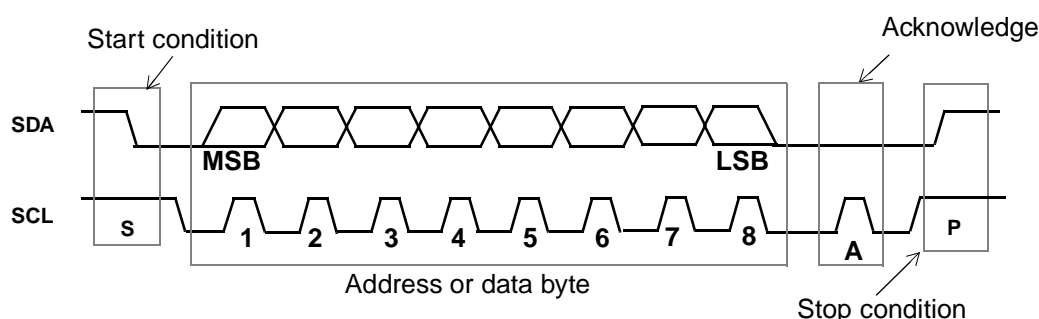 Start condition
Acknowledge
SDA
MSB
LSB
SCL
S
1 2 3 4 5 6 7 8
A
P
Address or data byte
Stop condition